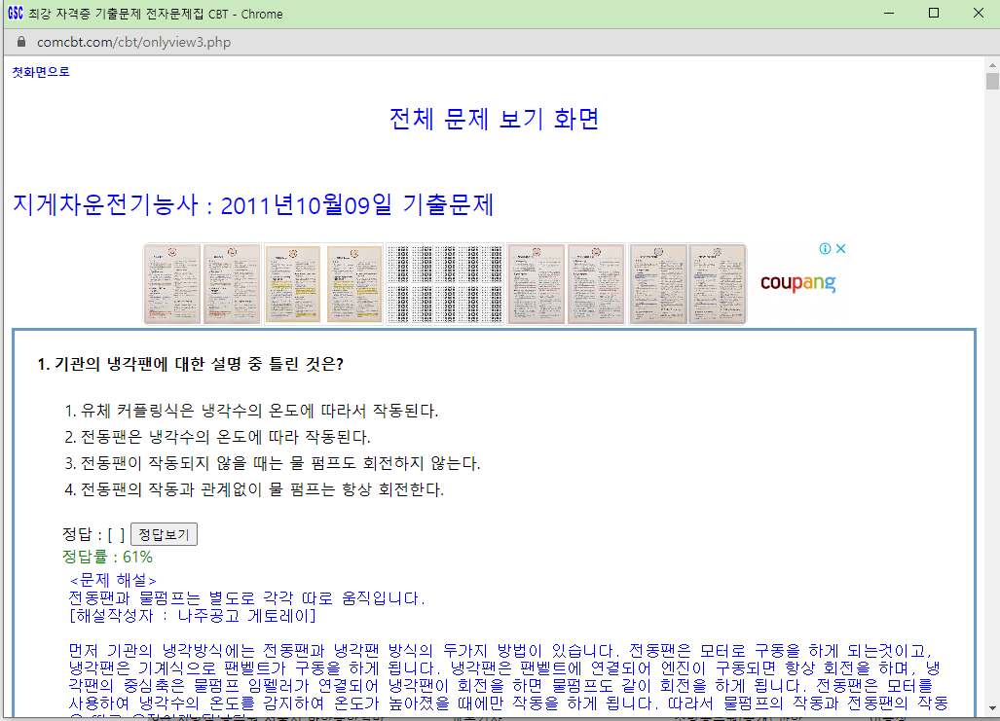 GSC 최강 자격증 기출문제 전자문제집 CBT - Chrome
comcbt.com/cbt/onlyview3.php
첫화면으로
전체 문제 보기 화면
지게차운전기능사 : 2011년10월09일 기출문제
coupang
1. 기관의 냉각팬에 대한 설명 중 틀린 것은?
1. 유체 커플링식은 냉각수의 온도에 따라서 작동된다.
2. 전동팬은 냉각수의 온도에 따라 작동된다.
3. 전동팬이 작동되지 않을 때는 물 펌프도 회전하지 않는다.
4. 전동팬의 작동과 관계없이 물 펌프는 항상 회전한다.
정답 : [ ] 정답보기
정답률 : 61%
<문제 해설>
전동팬과 물펌프는 별도로 각각 따로 움직입니다.
[해설작성자 : 나주공고 게토레이]
먼저 기관의 냉각방식에는 전동팬과 냉각팬 방식의 두가지 방법이 있습니다. 전동팬은 모터로 구동을 하게 되는것이고,
냉각팬은 기계식으로 팬벨트가 구동을 하게 됩니다. 냉각팬은 팬벨트에 연결되어 엔진이 구동되면 항상 회전을 하며, 냉
각팬의 중심축은 물펌프 임펠러가 연결되어 냉각팬이 회전을 하면 물펌프도 같이 회전을 하게 됩니다. 전동팬은 모터를
사용하여 냉각수의 온도를 감지하여 온도가 높아졌을 때에만 작동을 하게 됩니다. 따라서 물펌프의 작동과 전동팬의 작동